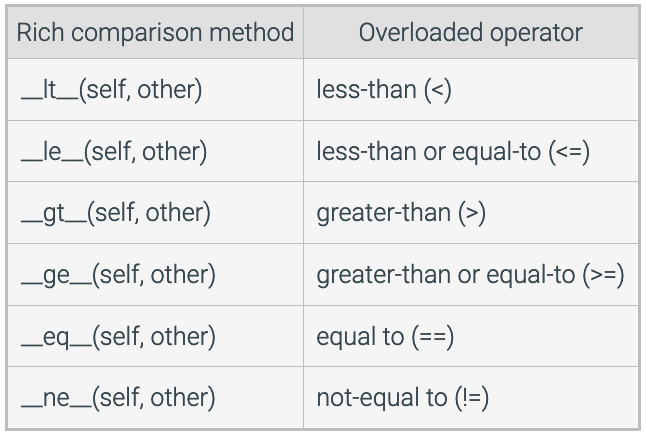 Rich comparison method Overloaded operator
__lt__(self, other) less-than (<)
__le__(self, other) less-than or equal-to (<=)
__gt__(self, other) greater-than (>)
__ge__(self, other) greater-than or equal-to (>=)
__eq__(self, other) equal to (==)
__ne__(self, other) not-equal to (!=)